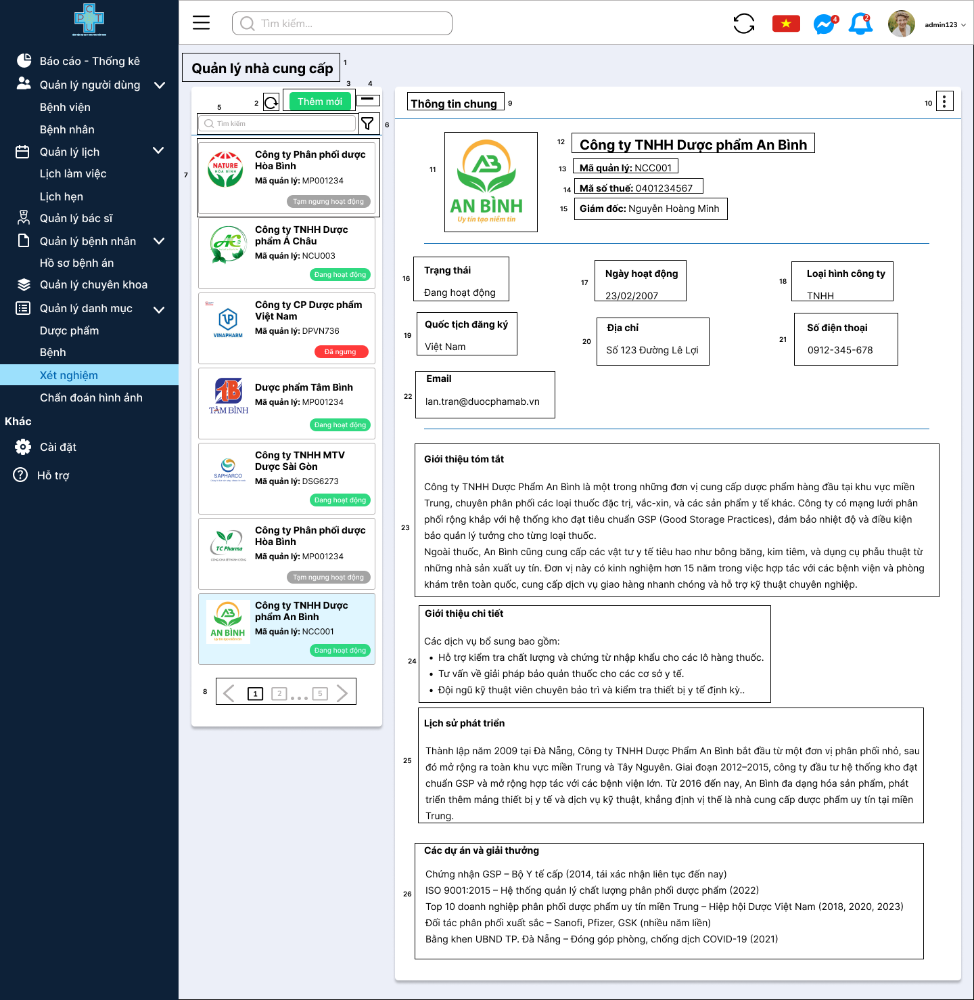 CPTU
Báo cáo - Thống kê
Quản lý người dùng
Bệnh viện
Bệnh nhân
Quản lý lịch
Lịch làm việc
Lịch hẹn
Quản lý bác sĩ
Quản lý bệnh nhân
Hồ sơ bệnh án
Quản lý chuyên khoa
Quản lý danh mục
Dược phẩm
Bệnh
Xét nghiệm
Chẩn đoán hình ảnh
Khác
Cài đặt
Hỗ trợ
Tìm kiếm...
4
2
admin123
Quản lý nhà cung cấp
1
2
Thêm mới
3
4
5
Tìm kiếm
6
7
NATURE
HÒA BÌNH
Công ty Phân phối dược
Hòa Bình
Mã quản lý: MP001234
Tạm ngưng hoạt động
AC
Công ty TNHH Dược
phẩm Á Châu
Mã quản lý: NCU003
Đang hoạt động
VINAPHARM
Công ty CP Dược phẩm
Việt Nam
Mã quản lý: DPVN736
Đã ngưng
TB
TÂM BÌNH
Dược phẩm Tâm Bình
Mã quản lý: MP001234
Đang hoạt động
SAPHARCO
Công ty TNHH MTV
Dược Sài Gòn
Mã quản lý: DSG6273
Đang hoạt động
TC Pharma
Công ty Phân phối dược
Hòa Bình
Mã quản lý: MP001234
Tạm ngưng hoạt động
AB
AN BÌNH
Uy tín tạo niềm tin
Công ty TNHH Dược
phẩm An Bình
Mã quản lý: NCC001
Đang hoạt động
8
1
2
...
5
Thông tin chung
9
10
11
AB
AN BÌNH
Uy tín tạo niềm tin
12
Công ty TNHH Dược phẩm An Bình
13
Mã quản lý: NCC001
14
Mã số thuế: 0401234567
15
Giám đốc: Nguyễn Hoàng Minh
16
Trạng thái
Đang hoạt động
17
Ngày hoạt động
23/02/2007
18
Loại hình công ty
TNHH
19
Quốc tịch đăng ký
Việt Nam
20
Địa chỉ
Số 123 Đường Lê Lợi
21
Số điện thoại
0912-345-678
22
Email
lan.tran@duocphamab.vn
23
Giới thiệu tóm tắt
Công ty TNHH Dược Phẩm An Bình là một trong những đơn vị cung cấp dược phẩm hàng đầu tại khu vực miền
Trung, chuyên phân phối các loại thuốc đặc trị, vắc-xin, và các sản phẩm y tế khác. Công ty có mạng lưới phân
phối rộng khắp với hệ thống kho đạt tiêu chuẩn GSP (Good Storage Practices), đảm bảo nhiệt độ và điều kiện
bảo quản lý tưởng cho từng loại thuốc.
Ngoài thuốc, An Bình cũng cung cấp các vật tư y tế tiêu hao như bông băng, kim tiêm, và dụng cụ phẫu thuật từ
những nhà sản xuất uy tín. Đơn vị này có kinh nghiệm hơn 15 năm trong việc hợp tác với các bệnh viện và phòng
khám trên toàn quốc, cung cấp dịch vụ giao hàng nhanh chóng và hỗ trợ kỹ thuật chuyên nghiệp.
24
Giới thiệu chi tiết
Các dịch vụ bổ sung bao gồm:
• Hỗ trợ kiểm tra chất lượng và chứng từ nhập khẩu cho các lô hàng thuốc.
• Tư vấn về giải pháp bảo quản thuốc cho các cơ sở y tế.
• Đội ngũ kỹ thuật viên chuyên bảo trì và kiểm tra thiết bị y tế định kỳ..
25
Lịch sử phát triển
Thành lập năm 2009 tại Đà Nẵng, Công ty TNHH Dược Phẩm An Bình bắt đầu từ một đơn vị phân phối nhỏ, sau
đó mở rộng ra toàn khu vực miền Trung và Tây Nguyên. Giai đoạn 2012–2015, công ty đầu tư hệ thống kho đạt
chuẩn GSP và mở rộng hợp tác với các bệnh viện lớn. Từ 2016 đến nay, An Bình đa dạng hóa sản phẩm, phát
triển thêm mảng thiết bị y tế và dịch vụ kỹ thuật, khẳng định vị thế là nhà cung cấp dược phẩm uy tín tại miền
Trung.
26
Các dự án và giải thưởng
Chứng nhận GSP – Bộ Y tế cấp (2014, tái xác nhận liên tục đến nay)
ISO 9001:2015 – Hệ thống quản lý chất lượng phân phối dược phẩm (2022)
Top 10 doanh nghiệp phân phối dược phẩm uy tín miền Trung – Hiệp hội Dược Việt Nam (2018, 2020, 2023)
Đối tác phân phối xuất sắc – Sanofi, Pfizer, GSK (nhiều năm liền)
Bằng khen UBND TP. Đà Nẵng – Đóng góp phòng, chống dịch COVID-19 (2021)